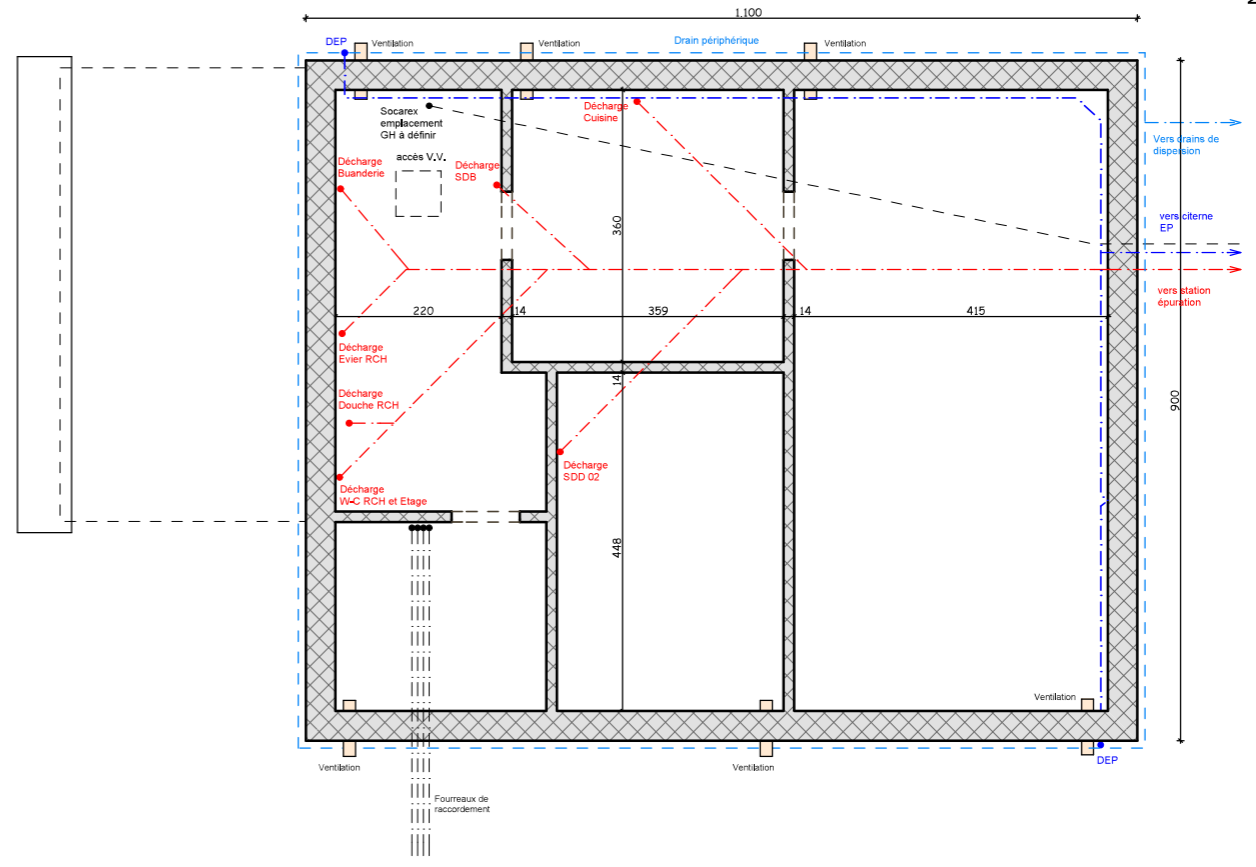 2
1.100
DEP
Ventilation
Ventilation
Drain périphérique
Ventilation
Socarex
emplacement
GH à définir
Décharge
Cuisine
Vers drains de
dispersion
accès V.V.
Décharge
Buanderie
Décharge
SDB
360
vers citerne
EP
vers station
épuration
220
14
359
14
415
Décharge
Evier RCH
14
Décharge
Douche RCH
900
Décharge
SDD 02
Décharge
W-C RCH et Etage
448
Ventilation
Ventilation
Ventilation
DEP
Fourreaux de
raccordement